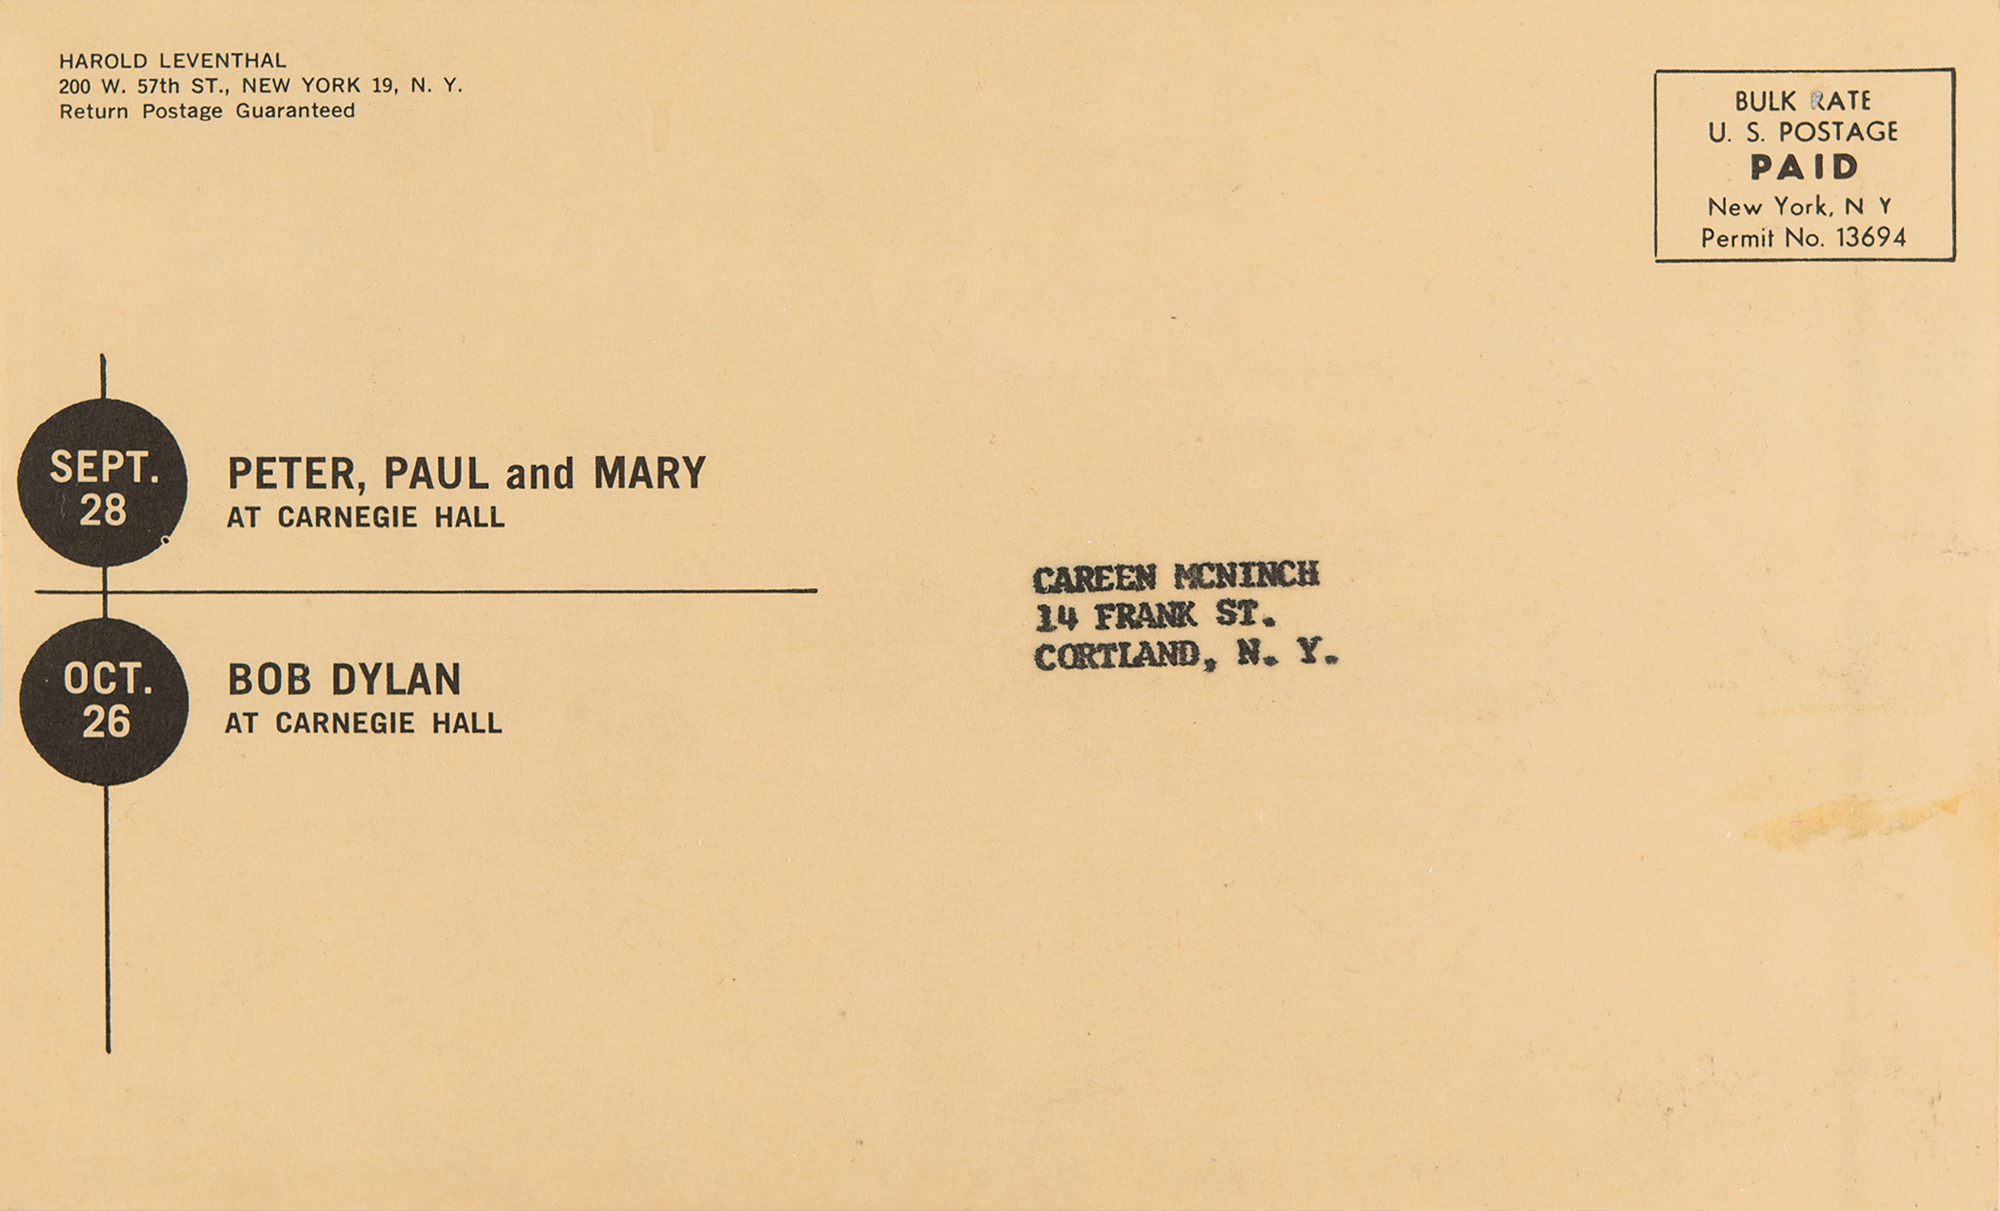 HAROLD LEVENTHAL
200 W. 57th ST., NEW YORK 19, N. Y.
Return Postage Guaranteed
BULK RATE
U. S. POSTAGE
PAID
New York, N Y
Permit No. 13694
SEPT.
28
PETER, PAUL and MARY
AT CARNEGIE HALL
OCT.
26
BOB DYLAN
AT CARNEGIE HALL
CAREEN MCNINCH
14 FRANK ST.
CORTLAND, N. Y.